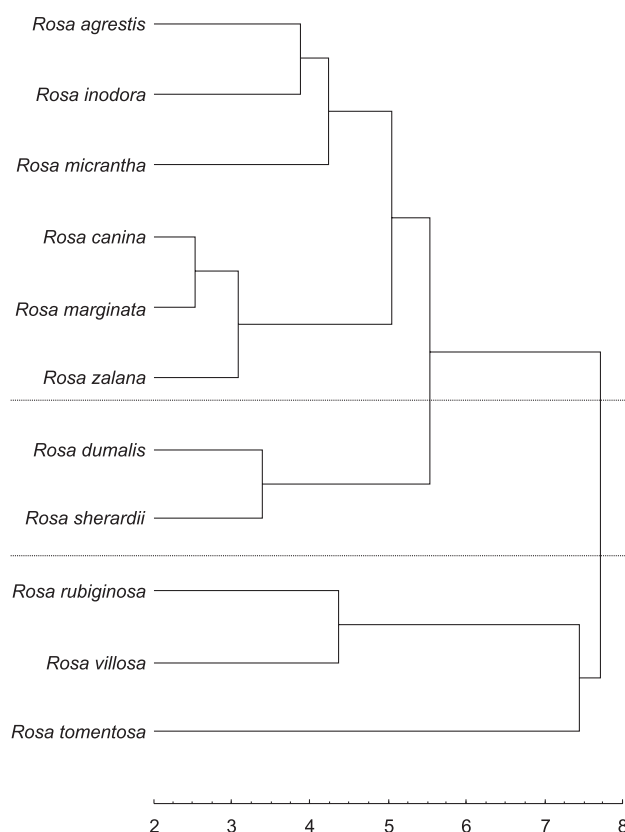 Rosa agrestis
Rosa inodora
Rosa micrantha
Rosa canina
Rosa marginata
Rosa zalana
Rosa dumalis
Rosa sherardii
Rosa rubiginosa
Rosa villosa
Rosa tomentosa
2 3 4 5 6 7 8